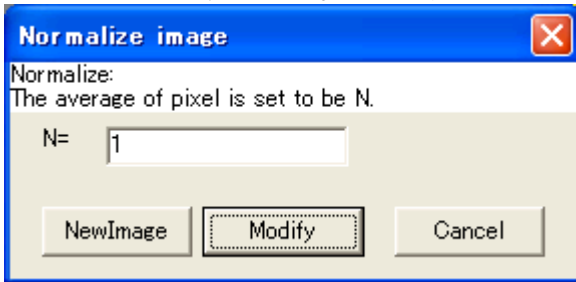 Normalize image
Normalize:
The average of pixel is set to be N.
N= 1
NewImage Modify Cancel